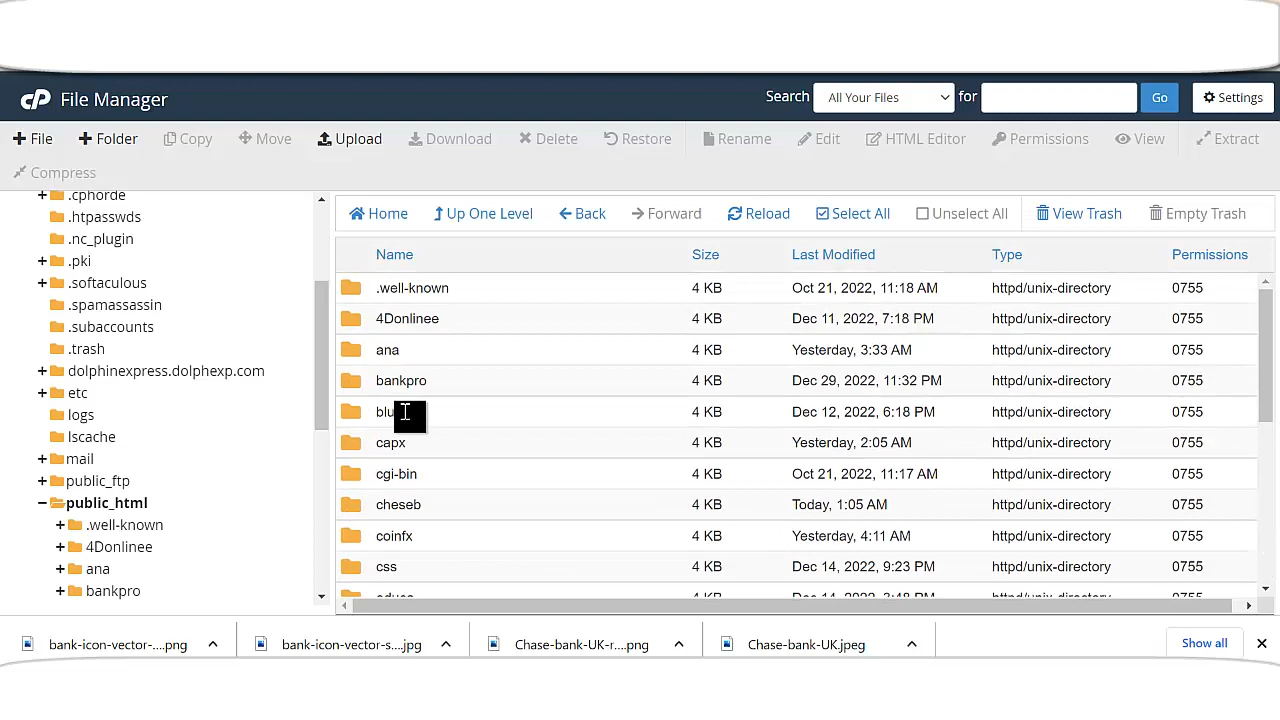 cP File Manager
Search All Your Files for Go Settings
+ File + Folder Copy Move Upload Download Delete Restore Rename Edit HTML Editor Permissions View Extract
Compress
.cphorde
.htpasswds
.nc_plugin
.pki
.softaculous
.spamassassin
.subaccounts
.trash
dolphinexpress.dolphexp.com
etc
logs
lscache
mail
public_ftp
public_html
.well-known
4Donlinee
ana
bankpro
Home Up One Level Back Forward Reload Select All Unselect All View Trash Empty Trash
Name Size Last Modified Type Permissions
.well-known 4 KB Oct 21, 2022, 11:18 AM httpd/unix-directory 0755
4Donlinee 4 KB Dec 11, 2022, 7:18 PM httpd/unix-directory 0755
ana 4 KB Yesterday, 3:33 AM httpd/unix-directory 0755
bankpro 4 KB Dec 29, 2022, 11:32 PM httpd/unix-directory 0755
4 KB Dec 12, 2022, 6:18 PM httpd/unix-directory 0755
capx 4 KB Yesterday, 2:05 AM httpd/unix-directory 0755
cgi-bin 4 KB Oct 21, 2022, 11:17 AM httpd/unix-directory 0755
cheseb 4 KB Today, 1:05 AM httpd/unix-directory 0755
coinfx 4 KB Yesterday, 4:11 AM httpd/unix-directory 0755
css 4 KB Dec 14, 2022, 9:23 PM httpd/unix-directory 0755
bank-icon-vector-....png bank-icon-vector-s....jpg Chase-bank-UK-r....png Chase-bank-UK.jpeg Show all